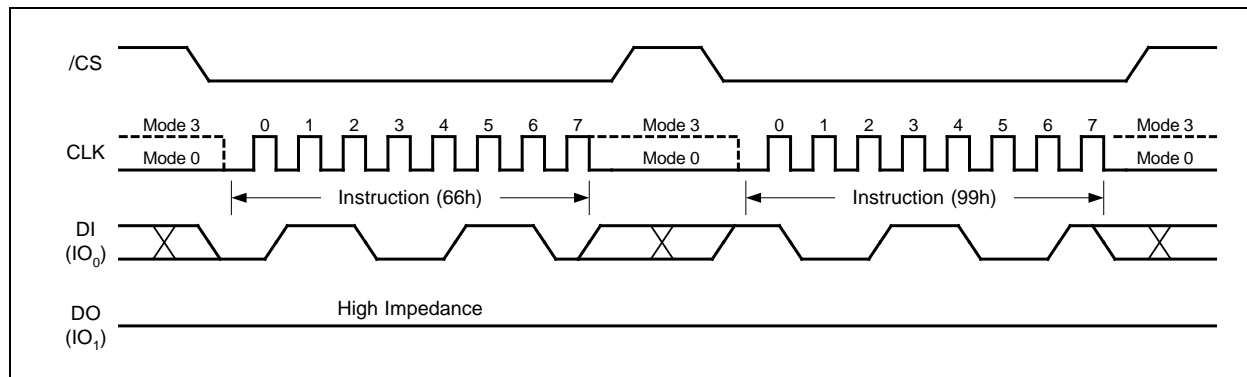 /CS
Mode 3 0 1 2 3 4 5 6 7 Mode 3 0 1 2 3 4 5 6 7 Mode 3
CLK
Mode 0 Mode 0 Mode 0
Instruction (66h) Instruction (99h)
DI
(IO₀)
High Impedance
DO
(IO₁)